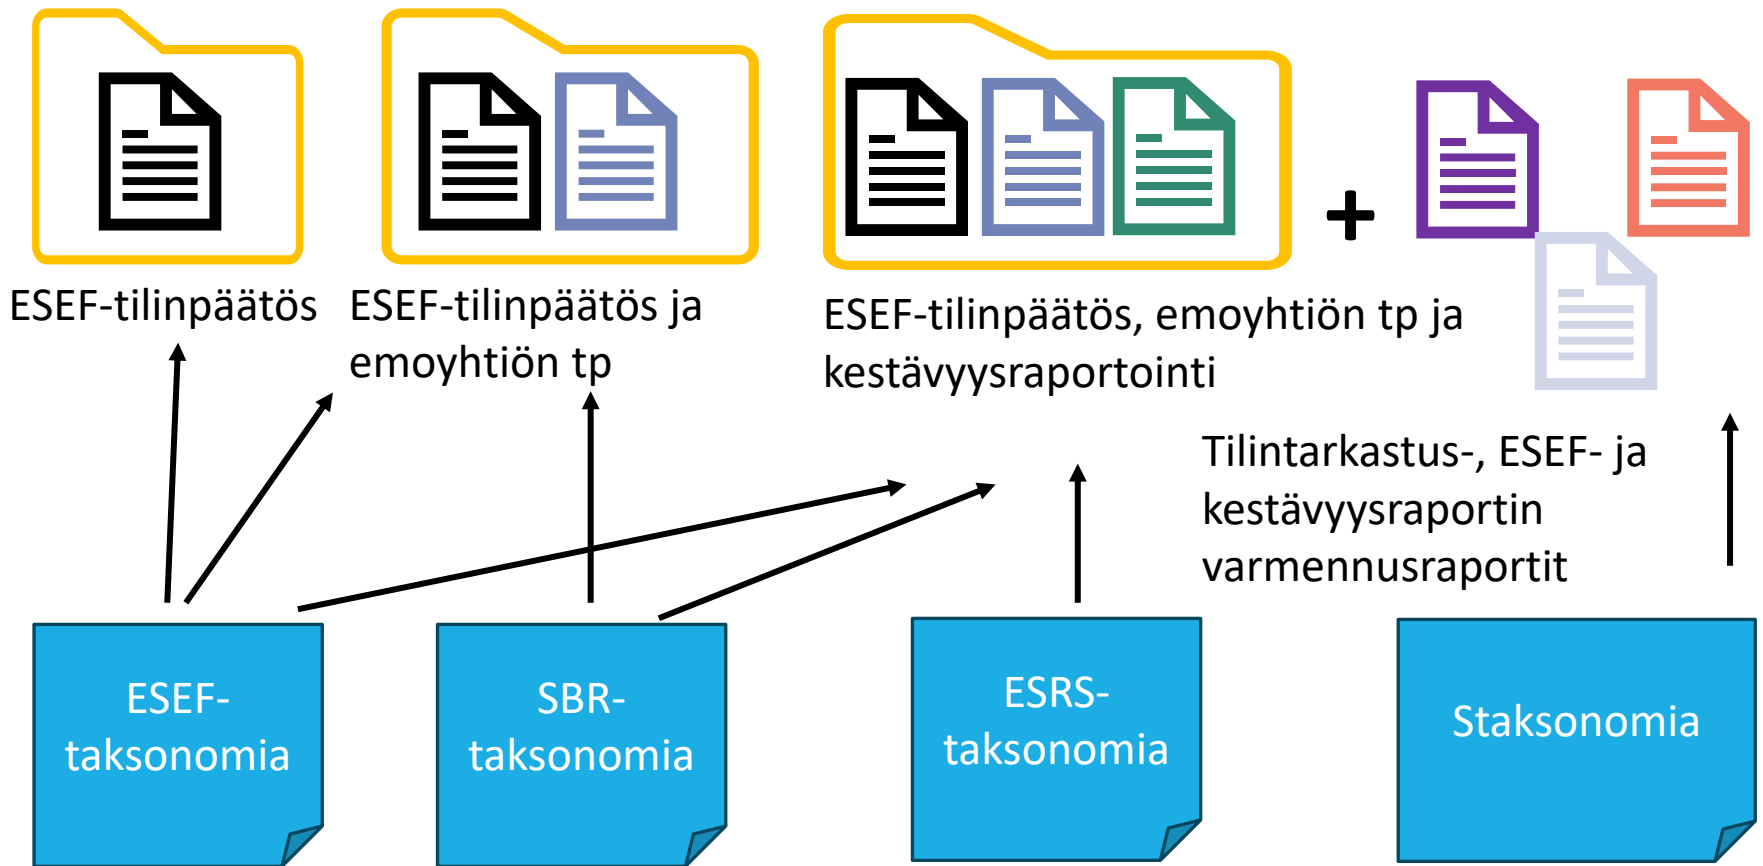 ESEF-tilinpäätös
ESEF-tilinpäätös ja
emoyhtiön tp
ESEF-tilinpäätös, emoyhtiön tp ja
kestävyysraportointi
+
Tilintarkastus-, ESEF- ja
kestävyysraportin
varmennusraportit
ESEF-
taksonomia
SBR-
taksonomia
ESRS-
taksonomia
Staksonomia